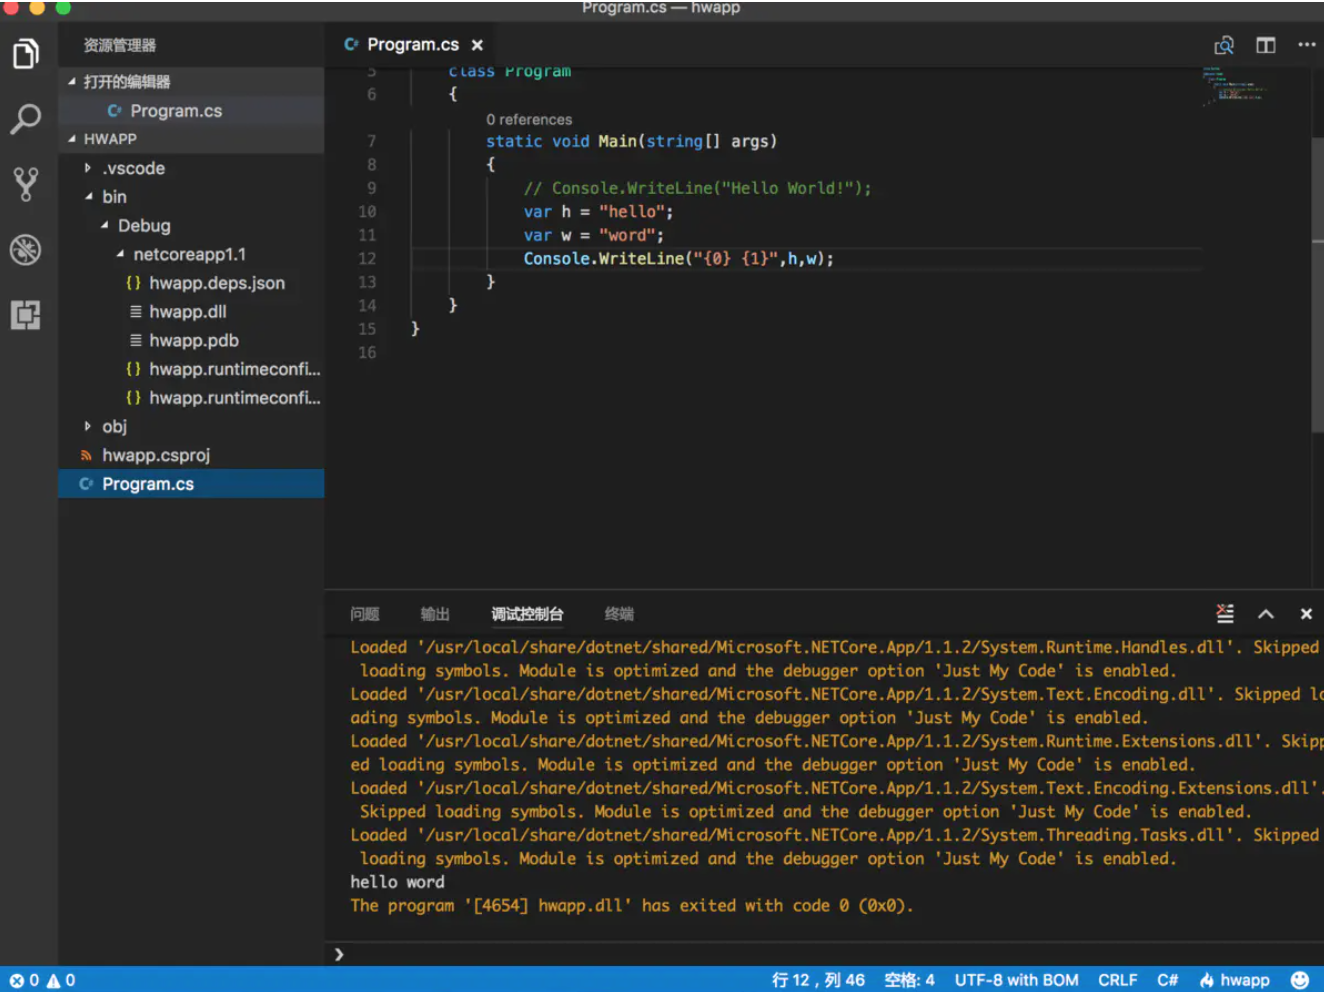 Program.cs — hwapp
资源管理器
打开的编辑器
C# Program.cs
HWAPP
.vscode
bin
Debug
netcoreapp1.1
{} hwapp.deps.json
hwapp.dll
hwapp.pdb
{} hwapp.runtimeconfi...
{} hwapp.runtimeconfi...
obj
hwapp.csproj
C# Program.cs
C# Program.cs ×
5 class Program
6 {
0 references
7 static void Main(string[] args)
8 {
9 // Console.WriteLine("Hello World!");
10 var h = "hello";
11 var w = "word";
12 Console.WriteLine("{0} {1}",h,w);
13 }
14 }
15 }
16
问题 输出 调试控制台 终端
Loaded '/usr/local/share/dotnet/shared/Microsoft.NETCore.App/1.1.2/System.Runtime.Handles.dll'. Skipped
loading symbols. Module is optimized and the debugger option 'Just My Code' is enabled.
Loaded '/usr/local/share/dotnet/shared/Microsoft.NETCore.App/1.1.2/System.Text.Encoding.dll'. Skipped lo
ading symbols. Module is optimized and the debugger option 'Just My Code' is enabled.
Loaded '/usr/local/share/dotnet/shared/Microsoft.NETCore.App/1.1.2/System.Runtime.Extensions.dll'. Skipp
ed loading symbols. Module is optimized and the debugger option 'Just My Code' is enabled.
Loaded '/usr/local/share/dotnet/shared/Microsoft.NETCore.App/1.1.2/System.Text.Encoding.Extensions.dll'.
Skipped loading symbols. Module is optimized and the debugger option 'Just My Code' is enabled.
Loaded '/usr/local/share/dotnet/shared/Microsoft.NETCore.App/1.1.2/System.Threading.Tasks.dll'. Skipped
loading symbols. Module is optimized and the debugger option 'Just My Code' is enabled.
hello word
The program '[4654] hwapp.dll' has exited with code 0 (0x0).
0 0 行 12，列 46 空格: 4 UTF-8 with BOM CRLF C# hwapp